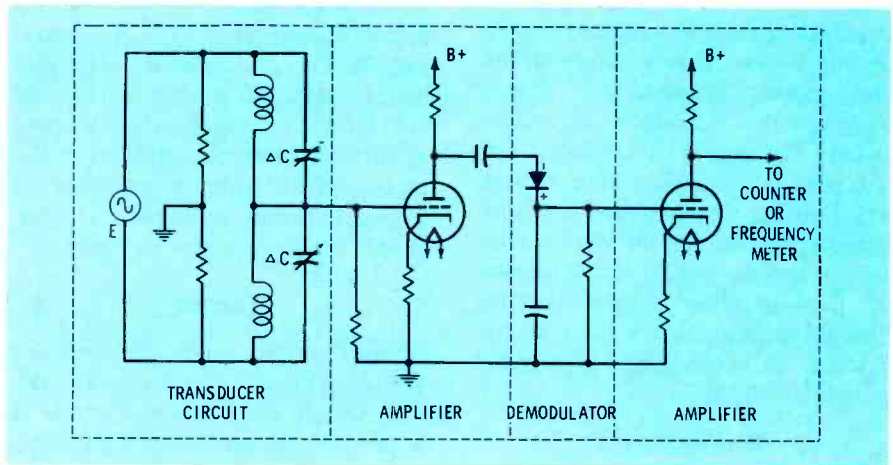 B+
B+
ΔC
ΔC
E
TO
COUNTER
OR
FREQUENCY
METER
- 
+
TRANSDUCER
CIRCUIT
AMPLIFIER
DEMODULATOR
AMPLIFIER